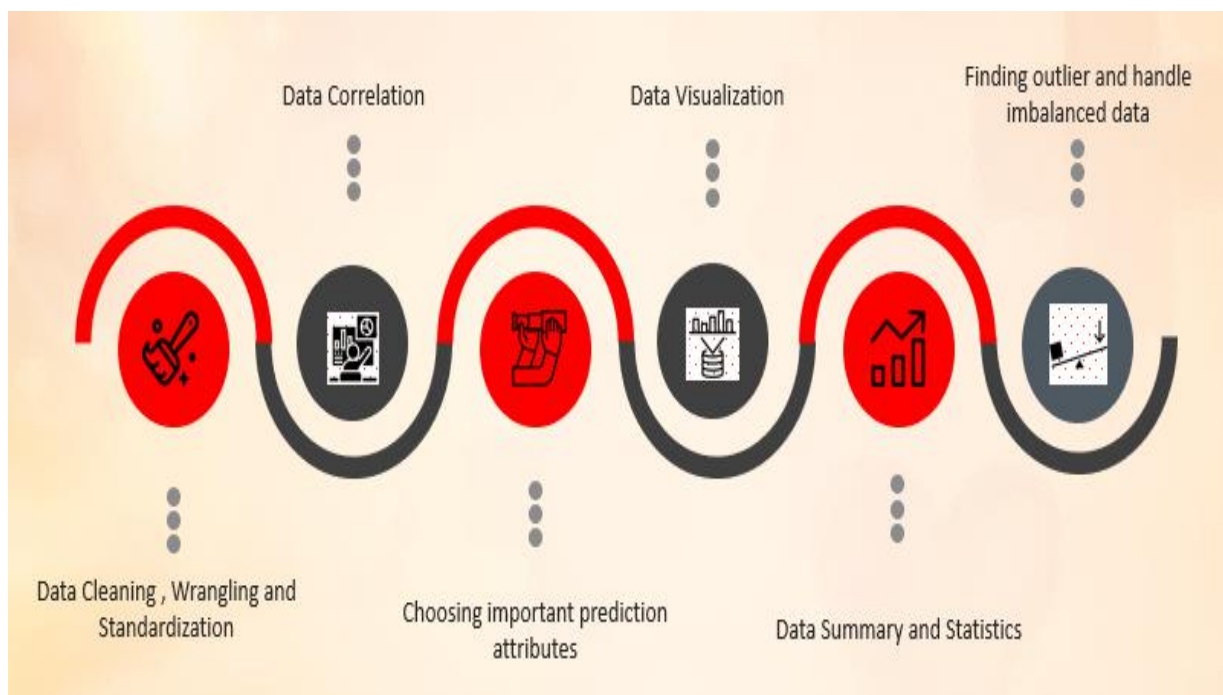 Data Correlation
Data Visualization
Finding outlier and handle
imbalanced data
Data Cleaning , Wrangling and
Standardization
Choosing important prediction
attributes
Data Summary and Statistics